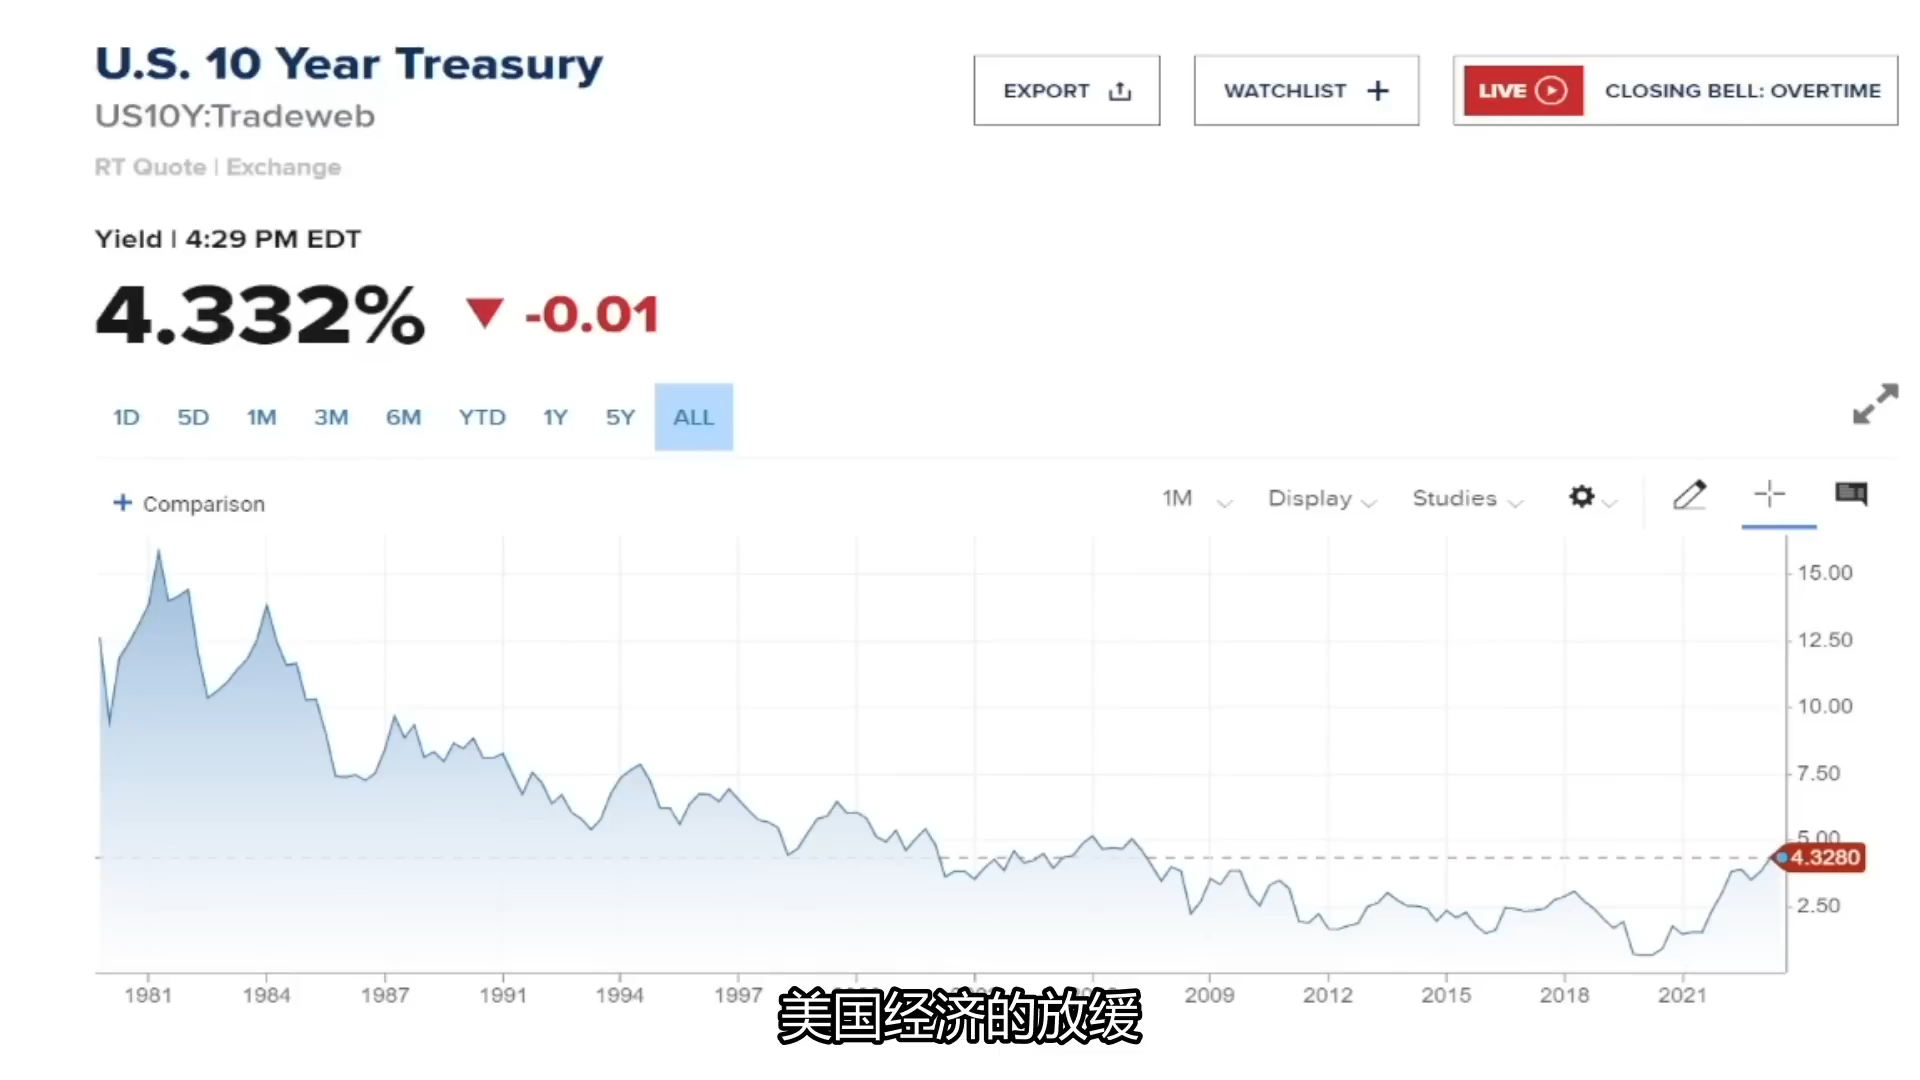 U.S. 10 Year Treasury
US10Y:Tradeweb
RT Quote | Exchange
EXPORT
WATCHLIST +
LIVE CLOSING BELL: OVERTIME
Yield | 4:29 PM EDT
4.332% ▼ -0.01
1D 5D 1M 3M 6M YTD 1Y 5Y ALL
+ Comparison
1M Display Studies
15.00
12.50
10.00
7.50
5.00
4.3280
2.50
1981 1984 1987 1991 1994 1997 2009 2012 2015 2018 2021
美国经济的放缓